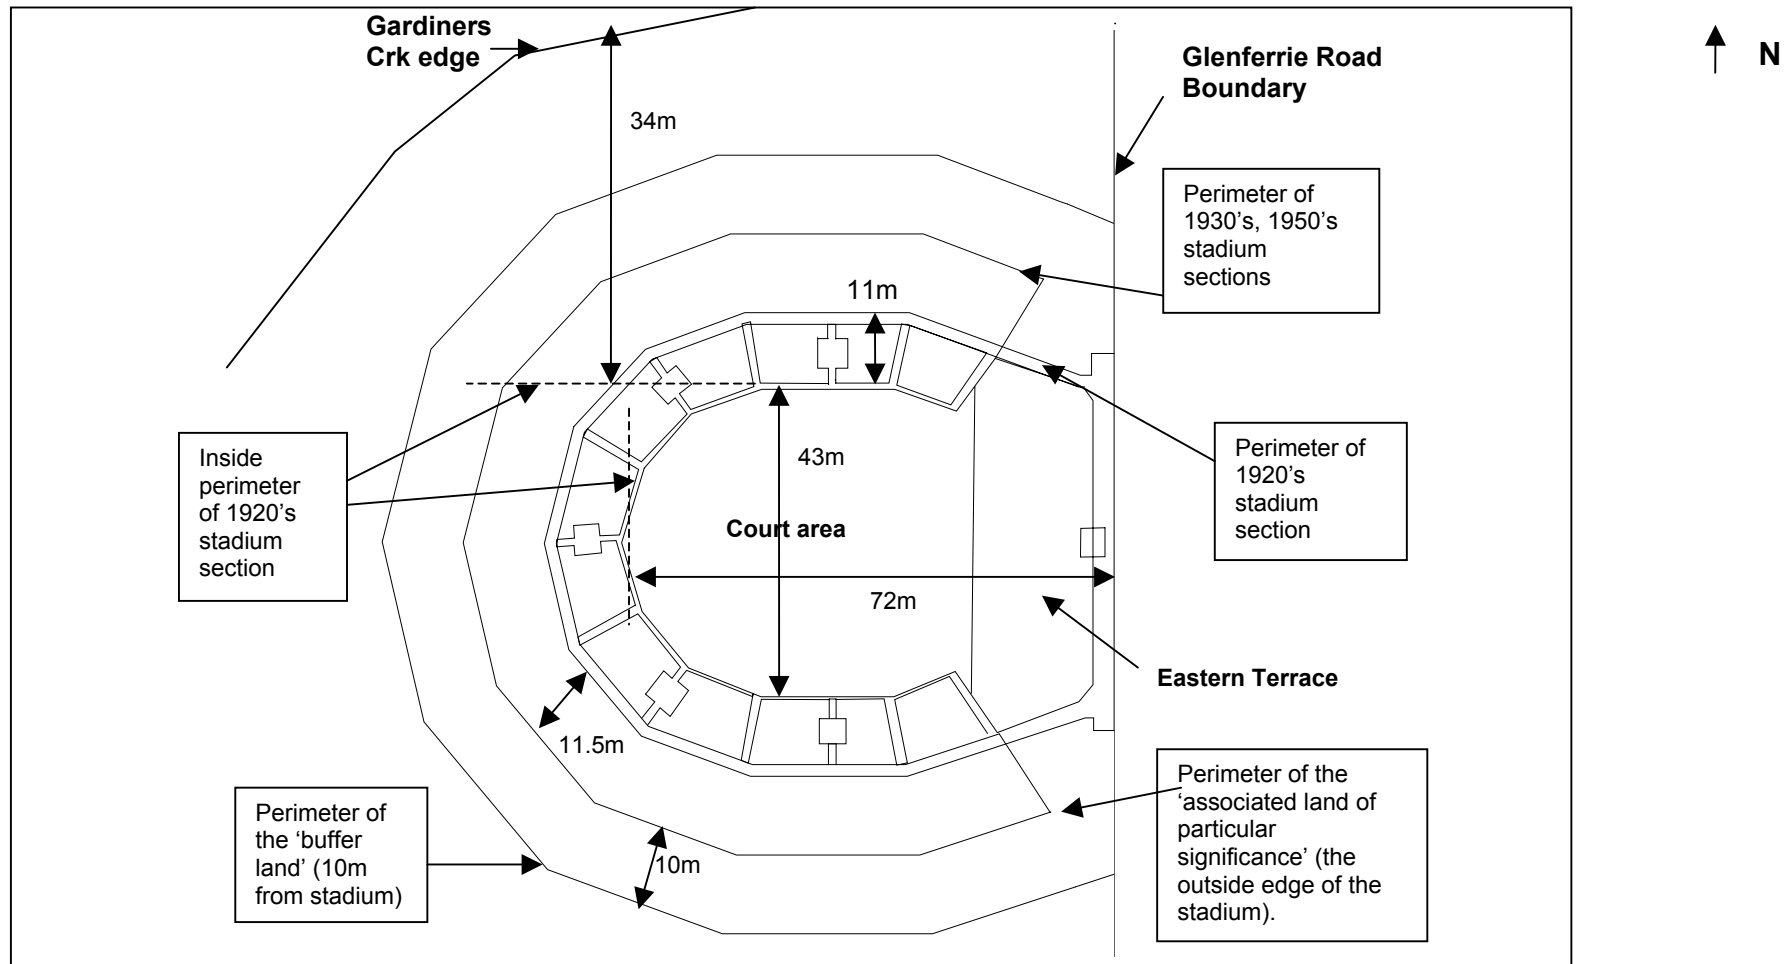 Gardiners
Crk edge
34m
Glenferrie Road
Boundary
N
Perimeter of
1930's, 1950's
stadium
sections
11m
Inside
perimeter
of 1920's
stadium
section
43m
Perimeter of
1920's
stadium
section
Court area
72m
Eastern Terrace
11.5m
Perimeter of
the ‘buffer
land’ (10m
from stadium)
10m
Perimeter of the
‘associated land of
particular
significance’ (the
outside edge of the
stadium).